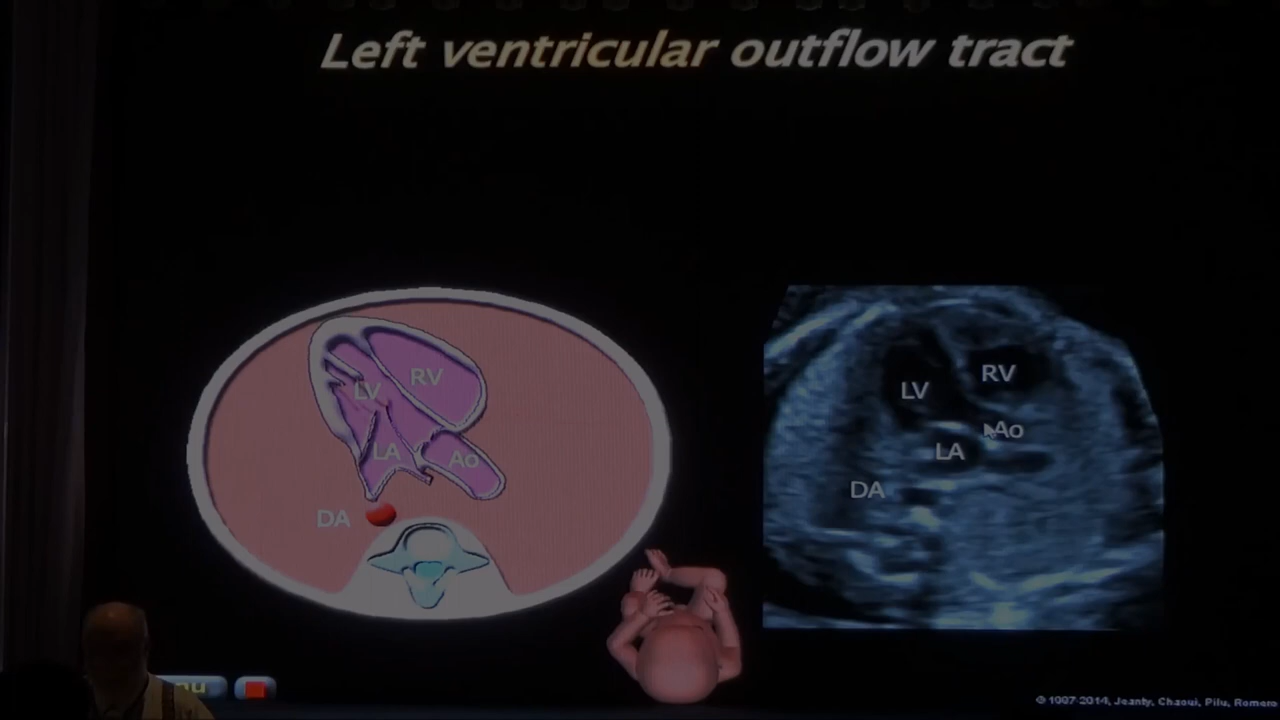 Left ventricular outflow tract
RV
LV
LA
Ao
DA
RV
LV
Ao
LA
DA
© 1997-2014, Jeanty, Chaoui, Pilu, Romero